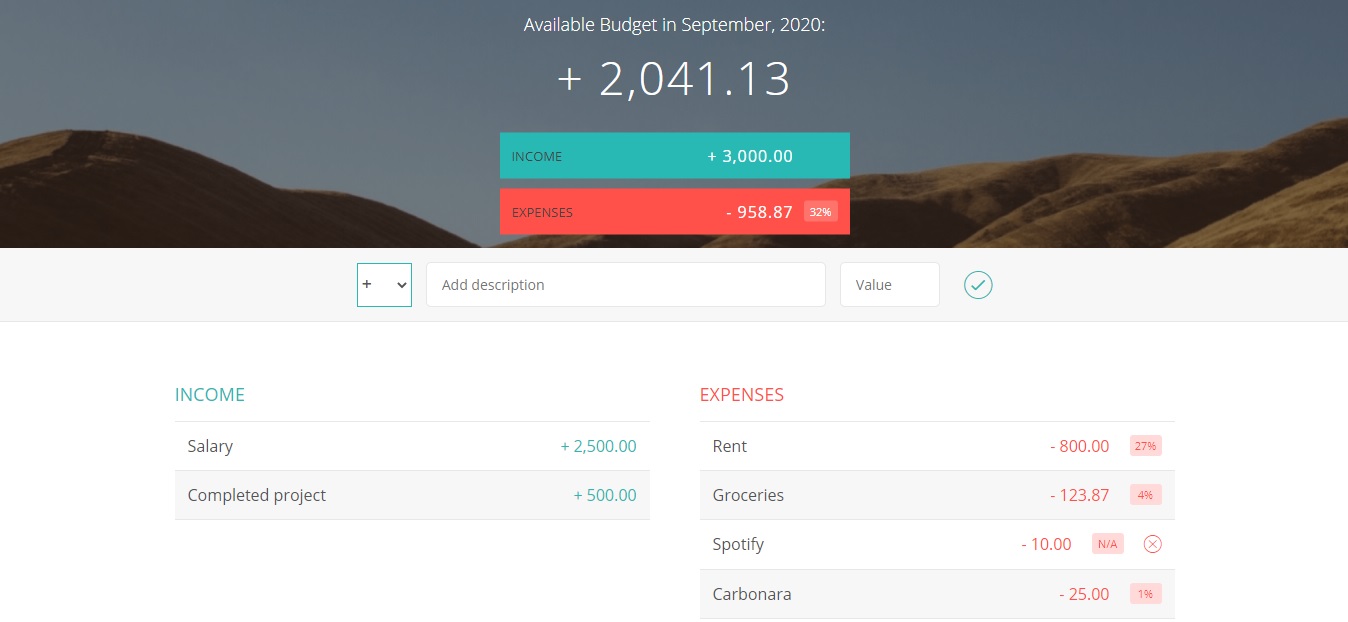 Available Budget in September, 2020:
+ 2,041.13
INCOME + 3,000.00
EXPENSES - 958.87 32%
+ Add description Value
INCOME
Salary + 2,500.00
Completed project + 500.00
EXPENSES
Rent - 800.00 27%
Groceries - 123.87 4%
Spotify - 10.00 N/A
Carbonara - 25.00 1%